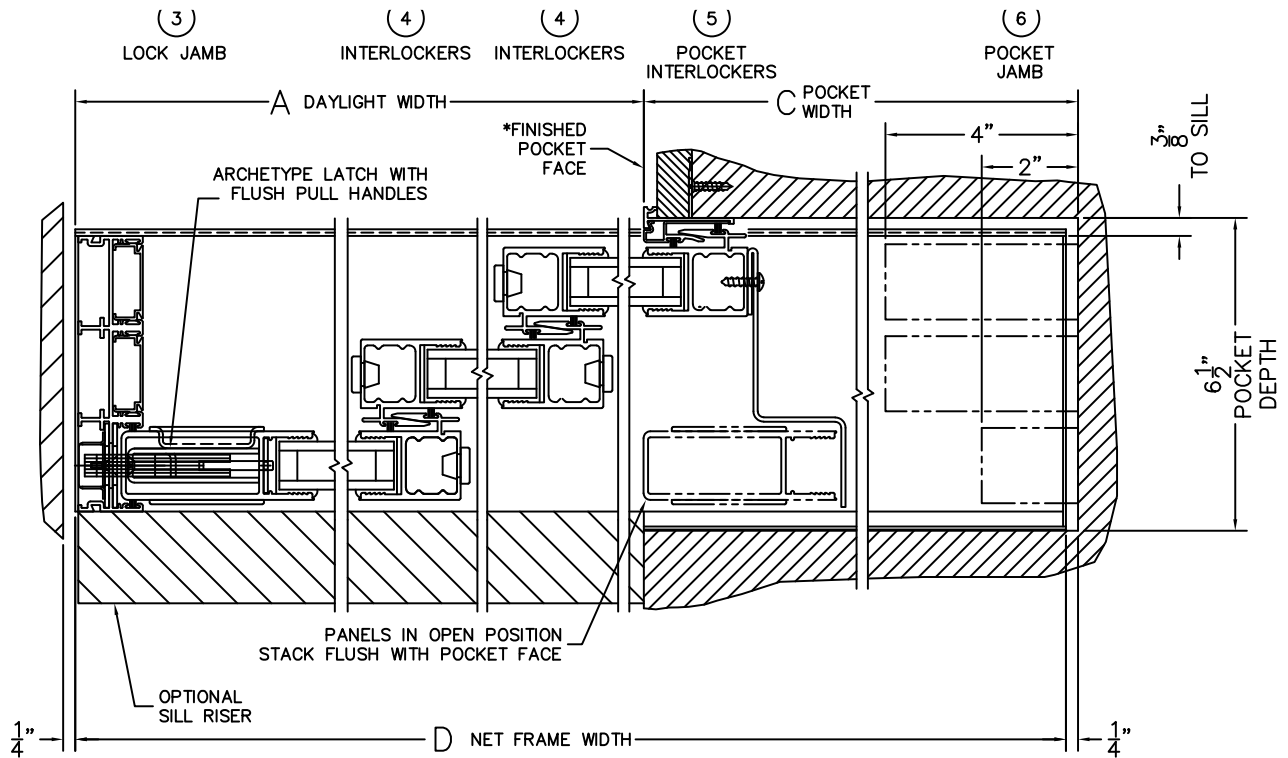 3
LOCK JAMB
4
INTERLOCKERS
4
INTERLOCKERS
5
POCKET
INTERLOCKERS
6
POCKET
JAMB
A DAYLIGHT WIDTH
C POCKET
WIDTH
*FINISHED
POCKET
FACE
4"
2"
3/8"
TO SILL
ARCHETYPE LATCH WITH
FLUSH PULL HANDLES
6 1/2"
POCKET
DEPTH
PANELS IN OPEN POSITION
STACK FLUSH WITH POCKET FACE
OPTIONAL
SILL RISER
1/4"
D NET FRAME WIDTH
1/4"